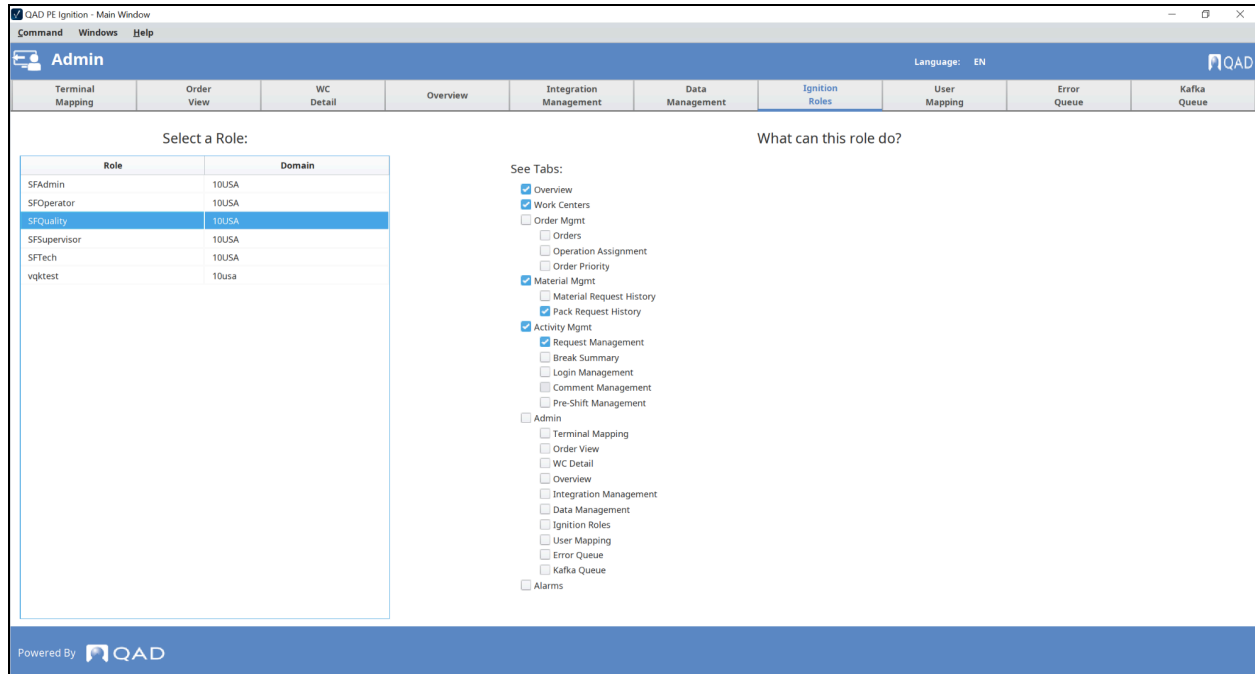 QAD PE Ignition - Main Window
Command Windows Help
Admin
Language: EN
QAD
Terminal Mapping
Order View
WC Detail
Overview
Integration Management
Data Management
Ignition Roles
User Mapping
Error Queue
Kafka Queue
Select a Role:
What can this role do?
Role Domain
SFAdmin 10USA
SFOperator 10USA
SFQuality 10USA
SFSupervisor 10USA
SFTech 10USA
vqktest 10usa
See Tabs:
Overview
Work Centers
Order Mgmt
Orders
Operation Assignment
Order Priority
Material Mgmt
Material Request History
Pack Request History
Activity Mgmt
Request Management
Break Summary
Login Management
Comment Management
Pre-Shift Management
Admin
Terminal Mapping
Order View
WC Detail
Overview
Integration Management
Data Management
Ignition Roles
User Mapping
Error Queue
Kafka Queue
Alarms
Powered By QAD